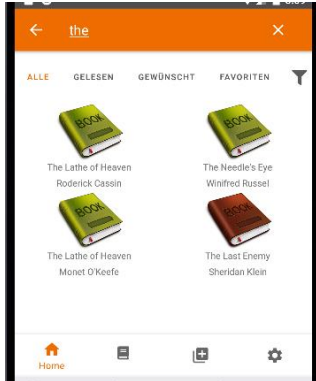 the
ALLE GELESEN GEWÜNSCHT FAVORITEN
BOOK BOOK
The Lathe of Heaven The Needle's Eye
Roderick Cassin Winifred Russel
BOOK BOOK
The Lathe of Heaven The Last Enemy
Monet O'Keefe Sheridan Klein
Home